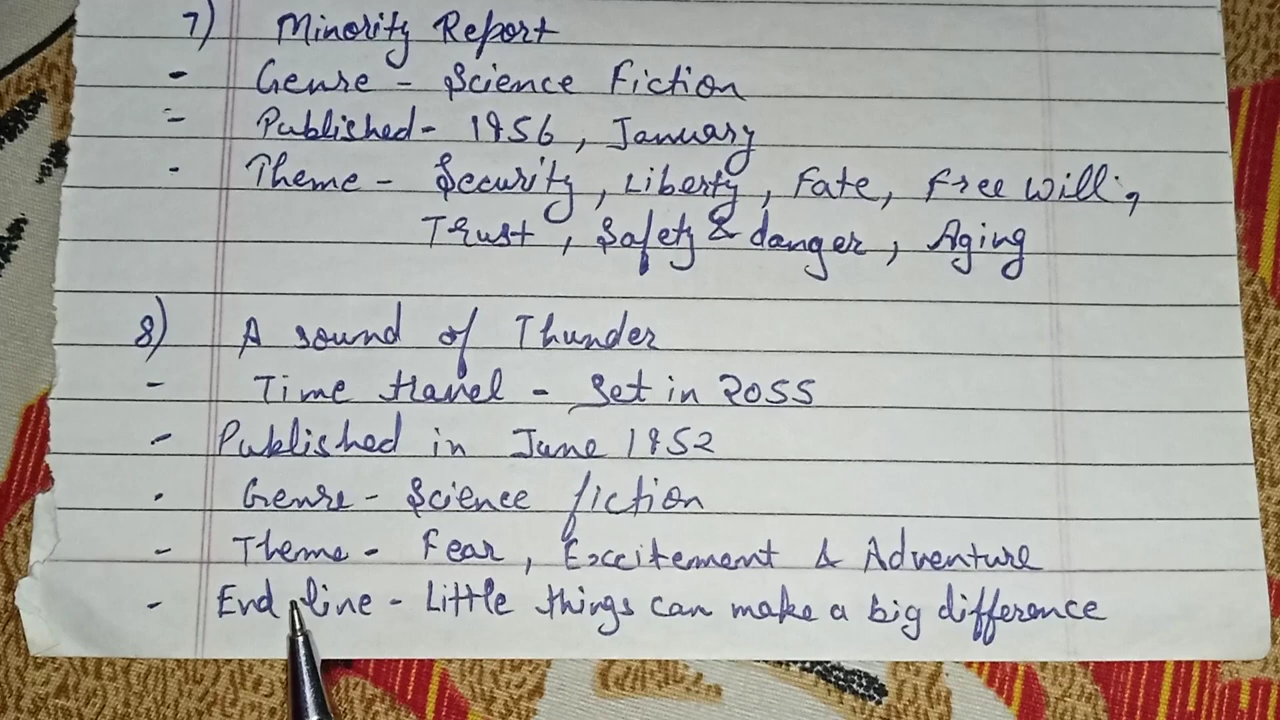 7) Minority Report
- Genre - Science Fiction
- Published - 1956, January
- Theme - Security, Liberty, Fate, Free will,
Trust, Safety & danger, Aging
8) A sound of Thunder
- Time travel - Set in 2055
- Published in June 1952
- Genre - Science fiction
- Theme - Fear, Excitement & Adventure
- End line - Little things can make a big difference